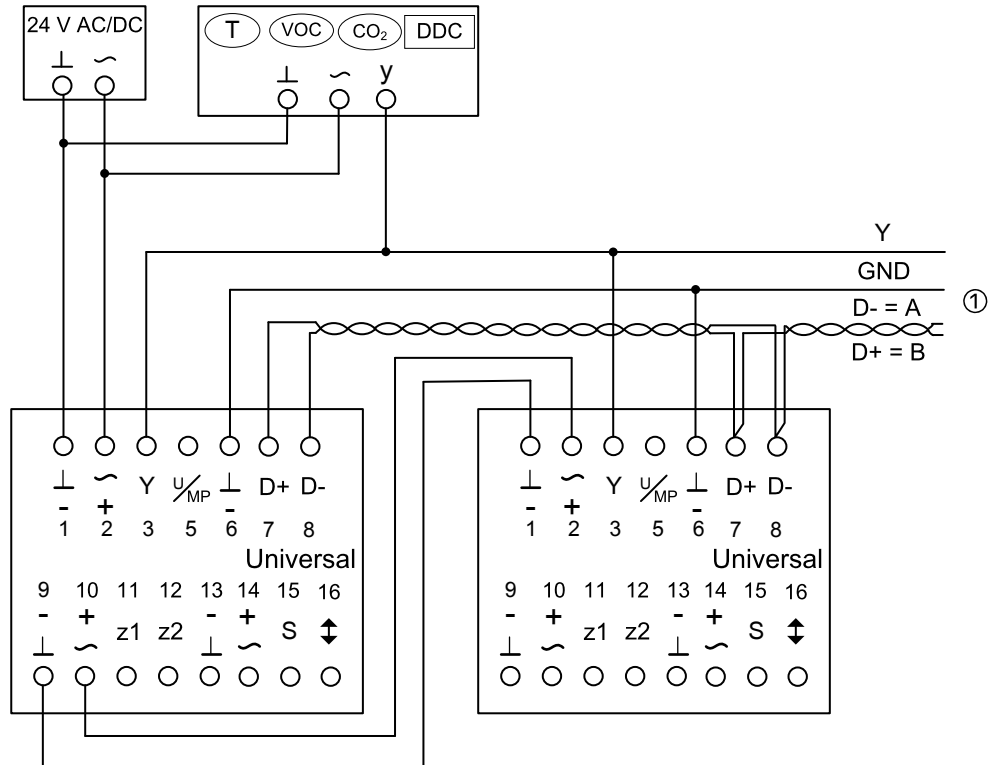 24 V AC/DC
T VOC CO₂ DDC
⊥ ~ ⊥ ~ y
Y
GND
①
D- = A
D+ = B
⊥ ~ Y U/MP ⊥ D+ D-
- + -
1 2 3 5 6 7 8
Universal
9 10 11 12 13 14 15 16
- + z1 z2 - + S ↕
⊥ ~ ⊥ ~
⊥ ~ Y U/MP ⊥ D+ D-
- + -
1 2 3 5 6 7 8
Universal
9 10 11 12 13 14 15 16
- + z1 z2 - + S ↕
⊥ ~ ⊥ ~